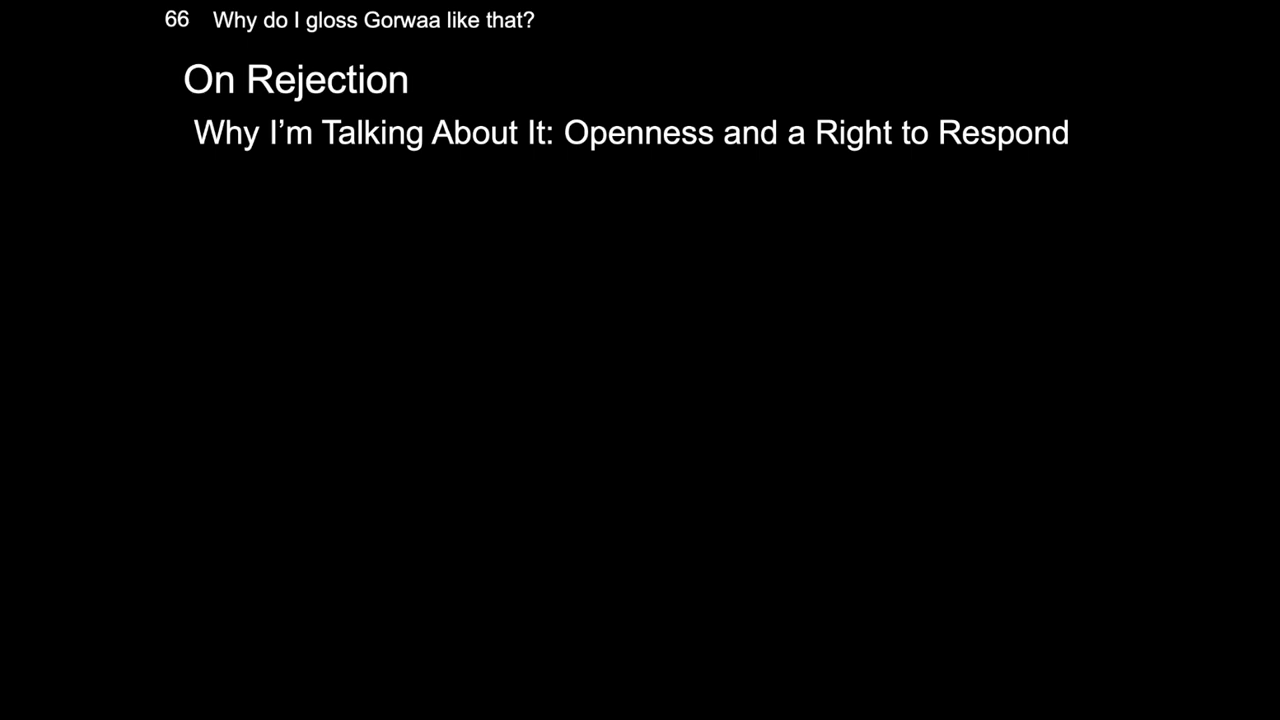 66 Why do I gloss Gorwaa like that?
On Rejection
Why I’m Talking About It: Openness and a Right to Respond